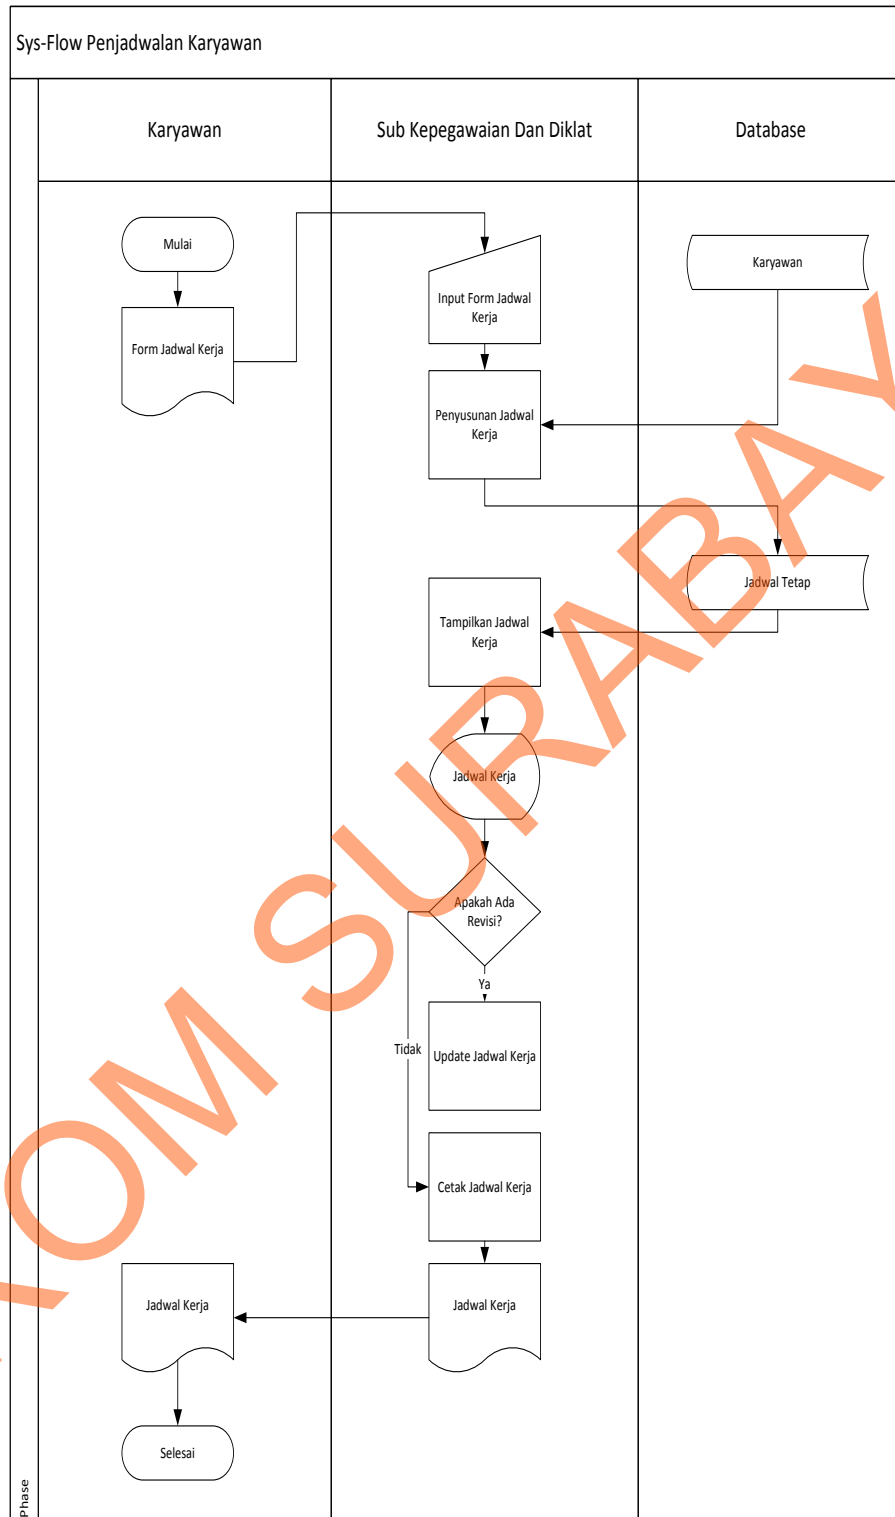 Sys-Flow Penjadwalan Karyawan
Karyawan
Sub Kepegawaian Dan Diklat
Database
Mulai
Karyawan
Input Form Jadwal
Kerja
Form Jadwal Kerja
Penyusunan Jadwal
Kerja
Jadwal Tetap
Tampilkan Jadwal
Kerja
Jadwal Kerja
Apakah Ada
Revisi?
Ya
Tidak
Update Jadwal Kerja
Cetak Jadwal Kerja
Jadwal Kerja
Jadwal Kerja
Selesai
Phase
KOM SURABAY